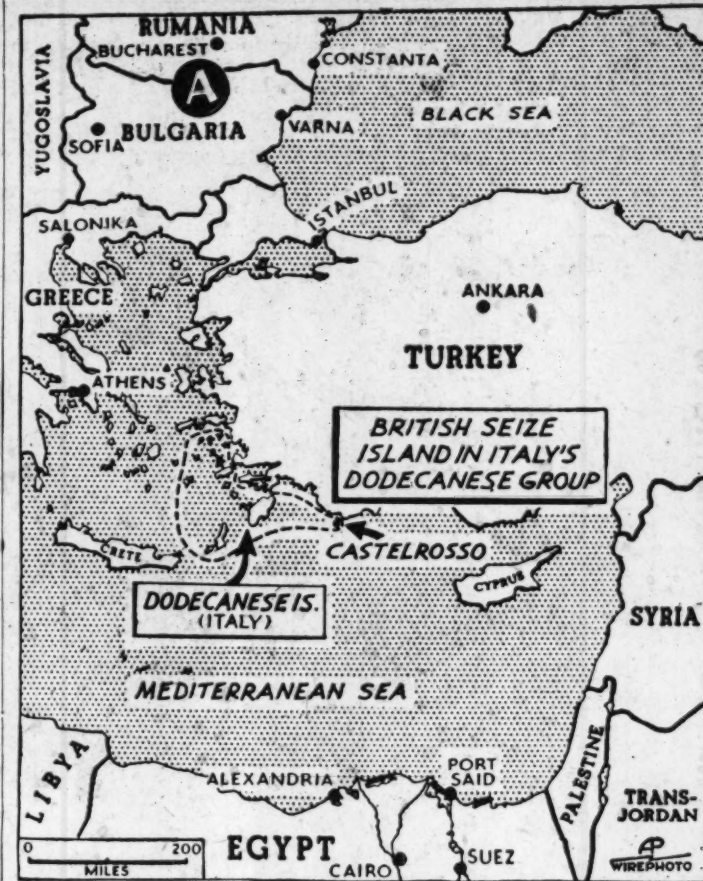 RUMANIA
BUCHAREST
CONSTANTA
A
BLACK SEA
YUGOSLAVIA
BULGARIA
VARNA
SOFIA
ISTANBUL
SALONIKA
GREECE
ANKARA
TURKEY
ATHENS
BRITISH SEIZE
ISLAND IN ITALY'S
DODECANESE GROUP
CASTELROSSO
CRETE
CYPRUS
DODECANESE IS.
(ITALY)
SYRIA
MEDITERRANEAN SEA
LIBYA
ALEXANDRIA
PORT
SAID
PALESTINE
TRANS-
JORDAN
EGYPT
CAIRO
SUEZ
0 200
MILES
AP
WIREPHOTO